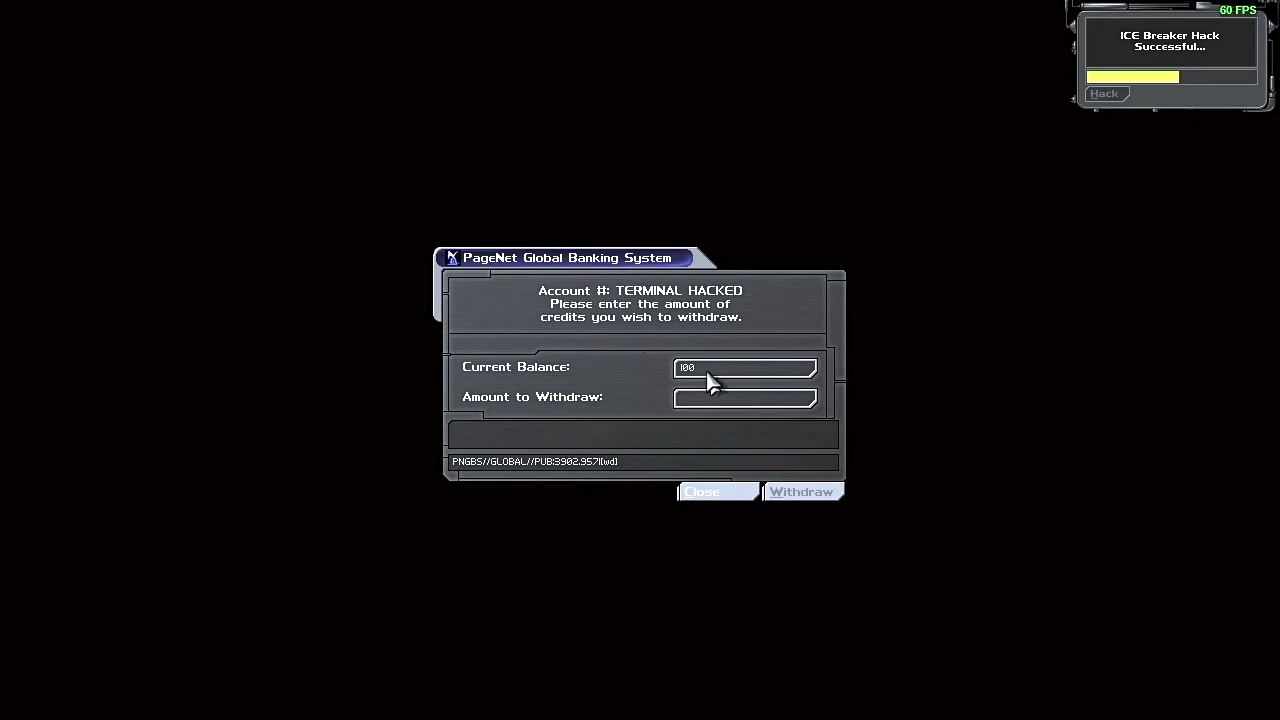 60 FPS
ICE Breaker Hack
Successful...
Hack
PageNet Global Banking System
Account #: TERMINAL HACKED
Please enter the amount of
credits you wish to withdraw.
Current Balance:
100
Amount to Withdraw:
PNGBS//GLOBAL//PUB:3902.957![wd]
Close
Withdraw